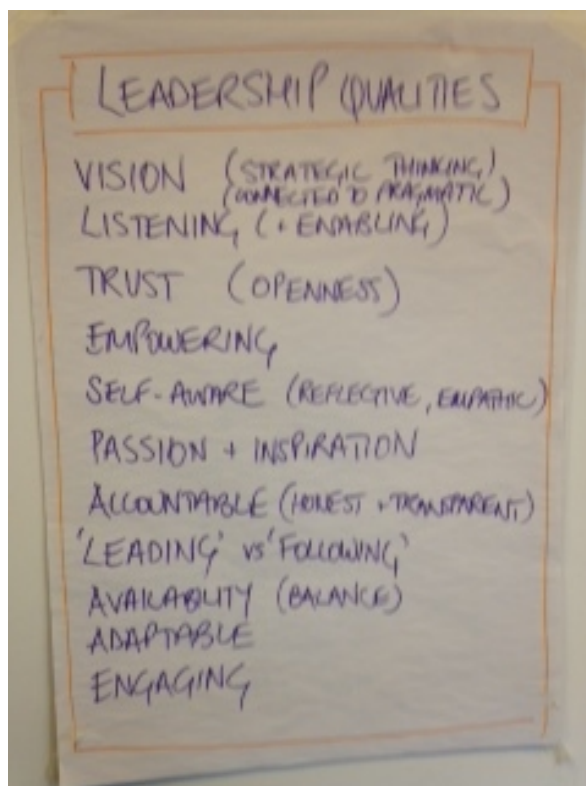 LEADERSHIP QUALITIES
VISION (STRATEGIC THINKING)
(CONNECTED TO PRAGMATIC)
LISTENING (+ ENABLING)
TRUST (OPENNESS)
EMPOWERING
SELF-AWARE (REFLECTIVE, EMPATHIC)
PASSION + INSPIRATION
ACCOUNTABLE (HONEST + TRANSPARENT)
'LEADING' vs 'FOLLOWING'
AVAILABILITY (BALANCE)
ADAPTABLE
ENGAGING